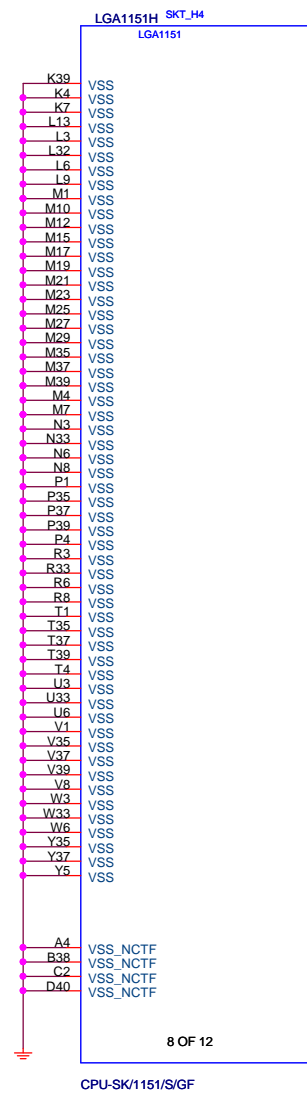 LGA1151H SKT_H4
LGA1151
K39 VSS
K4 VSS
K7 VSS
L13 VSS
L3 VSS
L32 VSS
L6 VSS
L9 VSS
M1 VSS
M10 VSS
M12 VSS
M15 VSS
M17 VSS
M19 VSS
M21 VSS
M23 VSS
M25 VSS
M27 VSS
M29 VSS
M35 VSS
M37 VSS
M39 VSS
M4 VSS
M7 VSS
N3 VSS
N33 VSS
N6 VSS
N8 VSS
P1 VSS
P35 VSS
P37 VSS
P39 VSS
P4 VSS
R3 VSS
R33 VSS
R6 VSS
R8 VSS
T1 VSS
T35 VSS
T37 VSS
T39 VSS
T4 VSS
U3 VSS
U33 VSS
U6 VSS
V1 VSS
V35 VSS
V37 VSS
V39 VSS
V8 VSS
W3 VSS
W33 VSS
W6 VSS
Y35 VSS
Y37 VSS
Y5 VSS
A4 VSS_NCTF
B38 VSS_NCTF
C2 VSS_NCTF
D40 VSS_NCTF
8 OF 12
CPU-SK/1151/S/GF